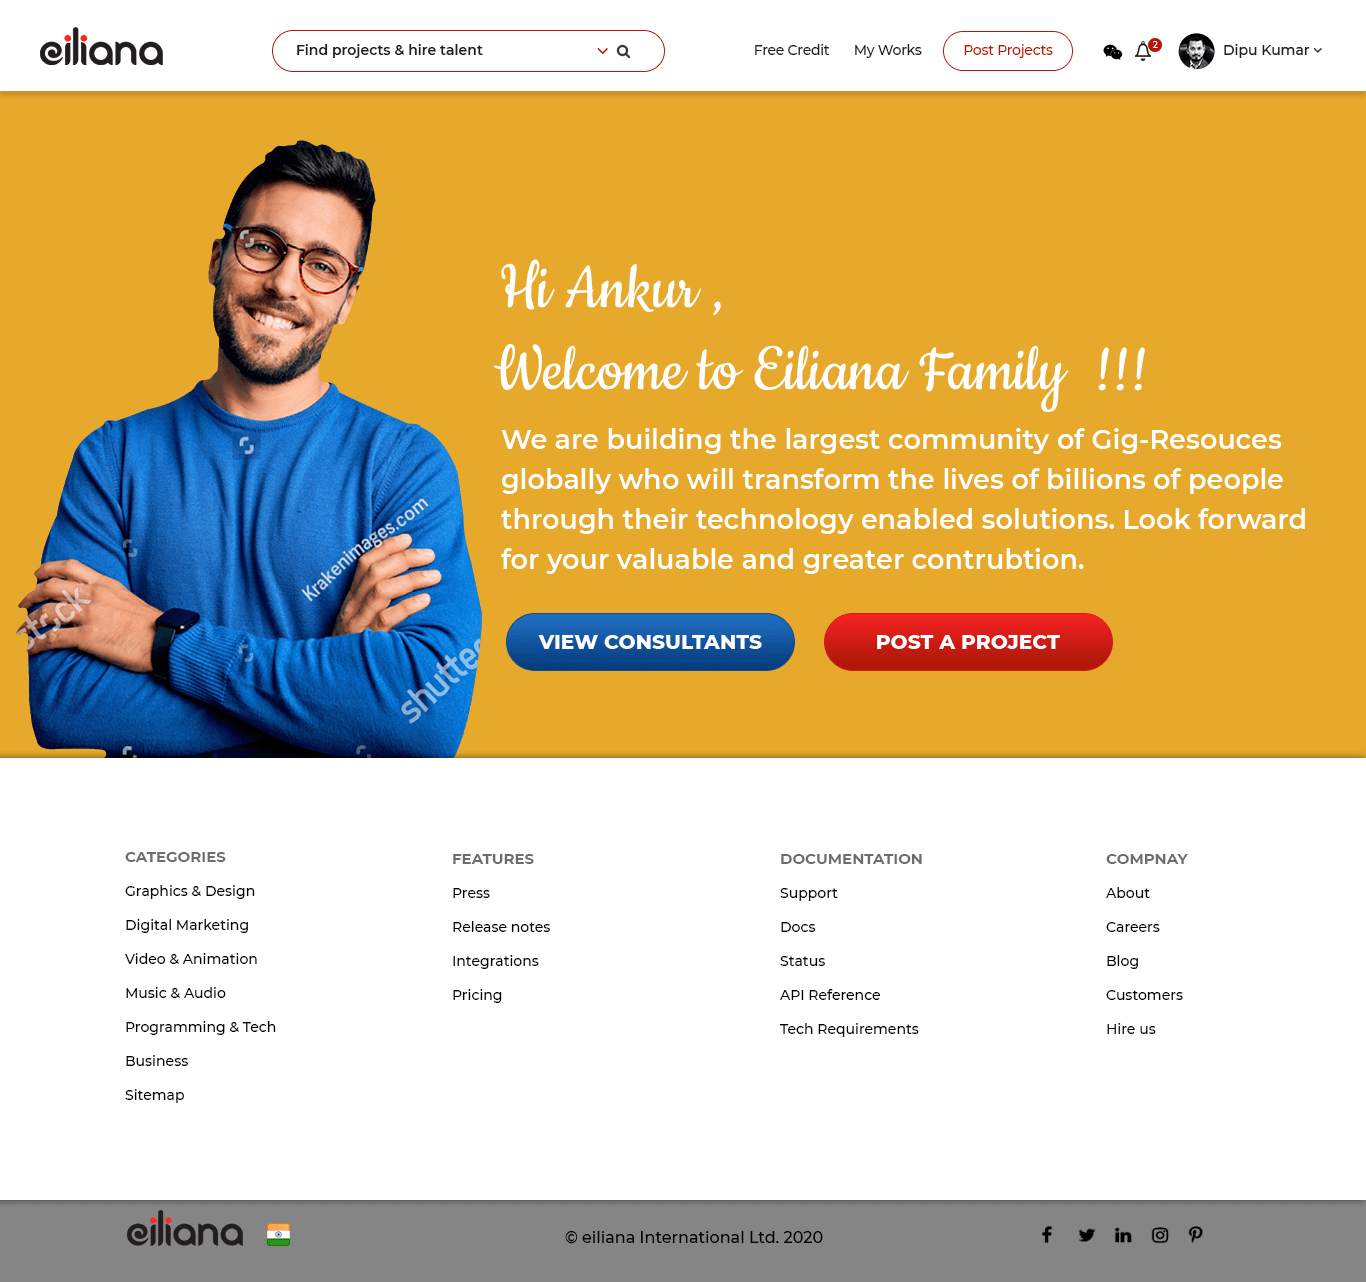 eiliana
Find projects & hire talent
Free Credit
My Works
Post Projects
2
Dipu Kumar
Hi Ankur ,
Welcome to Eiliana Family !!!
We are building the largest community of Gig-Resouces
globally who will transform the lives of billions of people
through their technology enabled solutions. Look forward
for your valuable and greater contrubtion.
Krakenimages.com
VIEW CONSULTANTS
POST A PROJECT
CATEGORIES
Graphics & Design
Digital Marketing
Video & Animation
Music & Audio
Programming & Tech
Business
Sitemap
FEATURES
Press
Release notes
Integrations
Pricing
DOCUMENTATION
Support
Docs
Status
API Reference
Tech Requirements
COMPNAY
About
Careers
Blog
Customers
Hire us
eiliana
© eiliana International Ltd. 2020